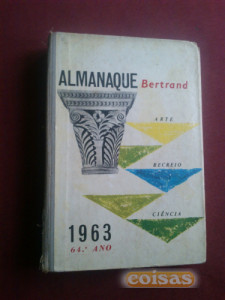 ALMANAQUE Bertrand
ARTE
RECREIO
CIÊNCIA
1963
64.º ANO
coisas